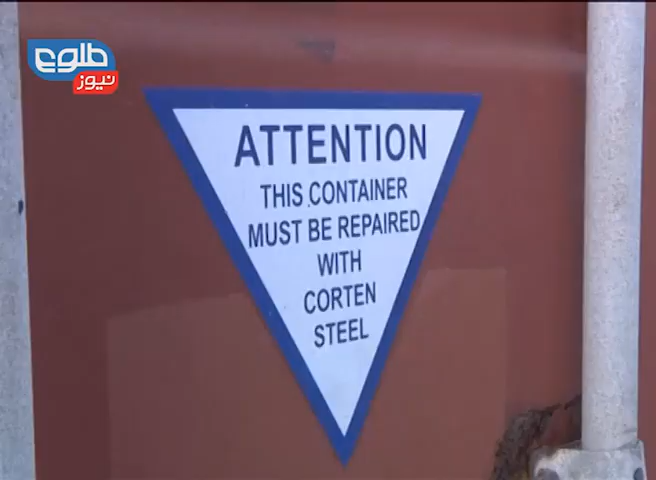 طلوع
نیوز
ATTENTION
THIS CONTAINER
MUST BE REPAIRED
WITH
CORTEN
STEEL